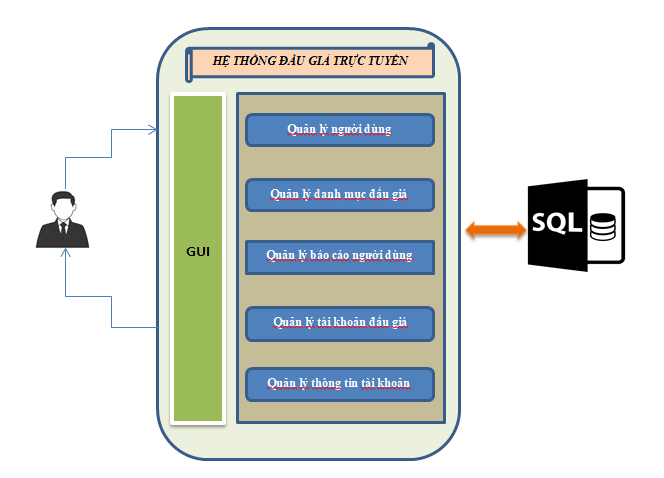 HỆ THỐNG ĐẤU GIÁ TRỰC TUYẾN
Quản lý người dùng
Quản lý danh mục đấu giá
GUI
Quản lý báo cáo người dùng
Quản lý tài khoản đấu giá
Quản lý thông tin tài khoản
SQL